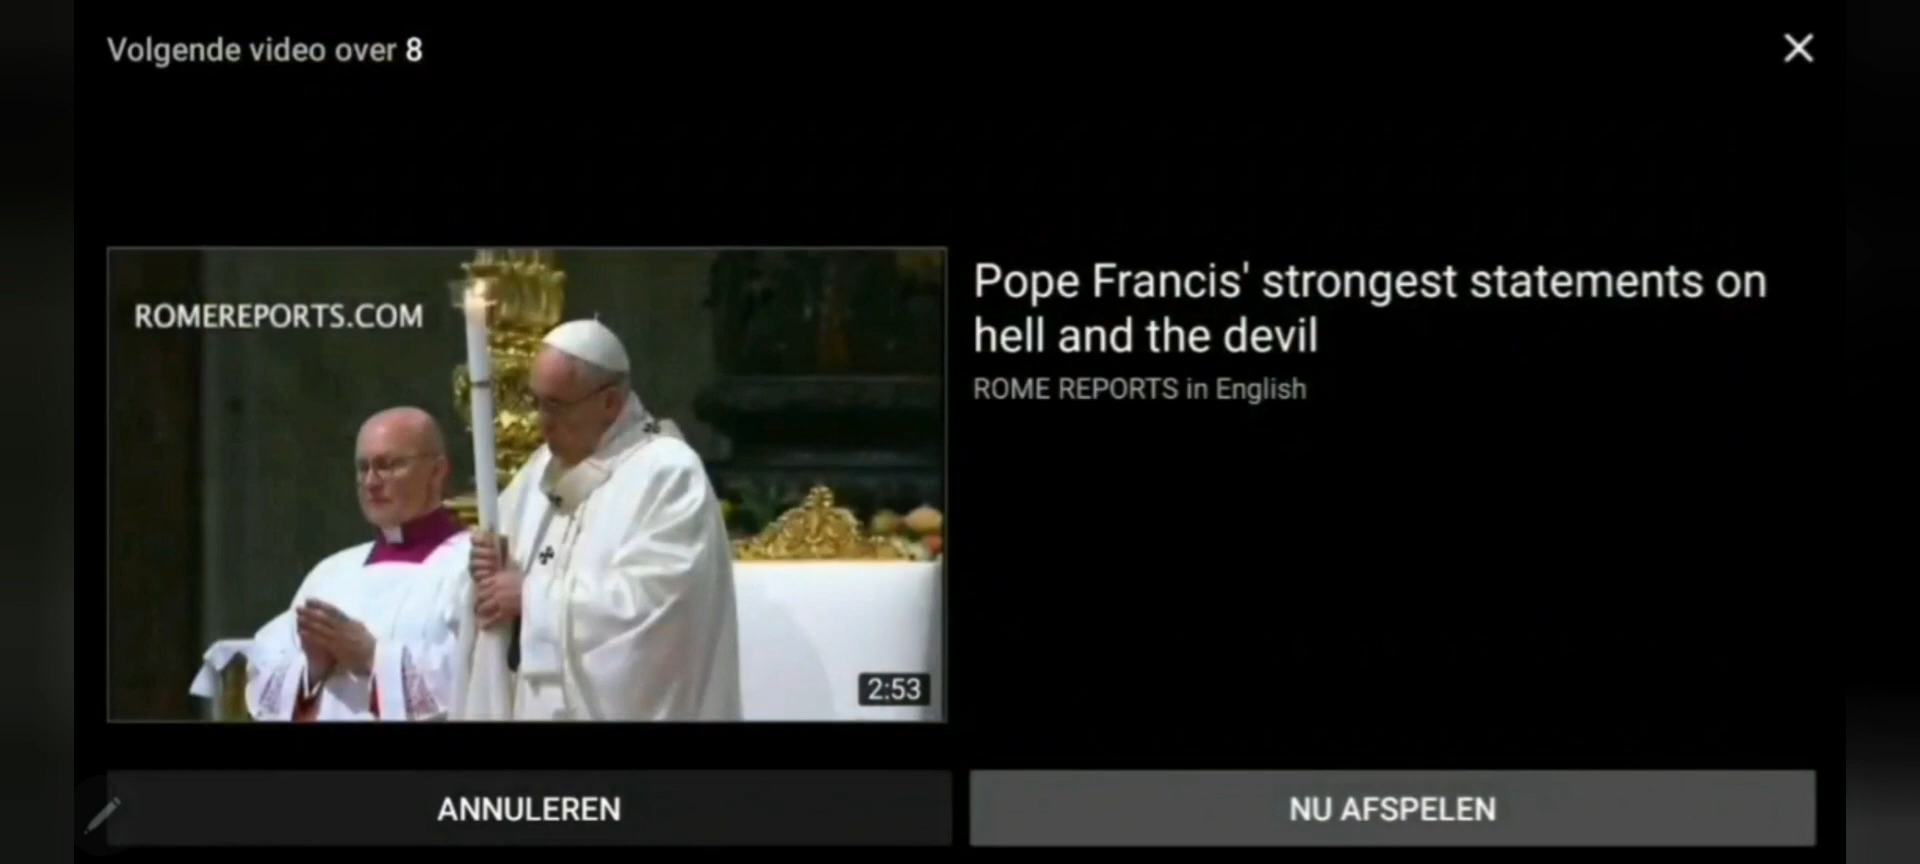 Volgende video over 8
ROMEREPORTS.COM
2:53
Pope Francis' strongest statements on
hell and the devil
ROME REPORTS in English
ANNULEREN
NU AFSPELEN